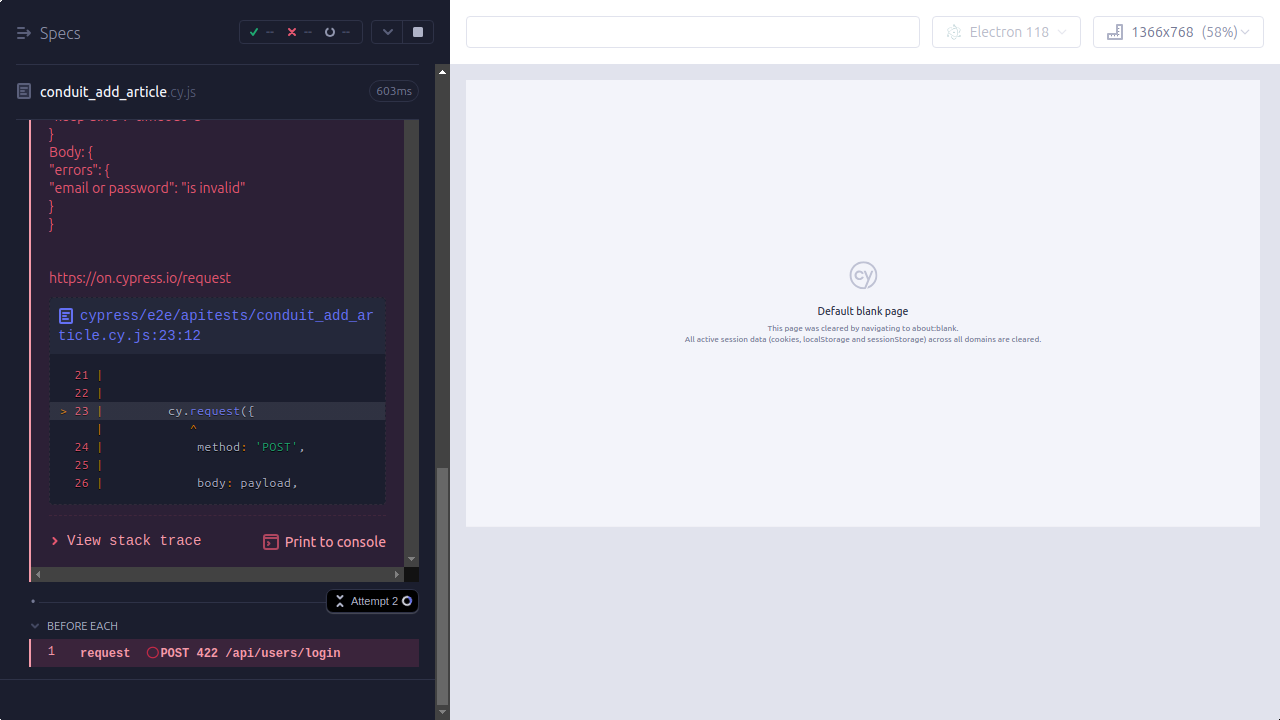 Specs
--
--
--
Electron 118
1366x768 (58%)
conduit_add_article.cy.js
603ms
}
Body: {
"errors": {
"email or password": "is invalid"
}
}
https://on.cypress.io/request
cypress/e2e/apitests/conduit_add_ar
ticle.cy.js:23:12
21 |
22 |
> 23 | cy.request({
| ^
24 | method: 'POST',
25 |
26 | body: payload,
View stack trace
Print to console
Attempt 2
BEFORE EACH
1 request POST 422 /api/users/login
cy
Default blank page
This page was cleared by navigating to about:blank.
All active session data (cookies, localStorage and sessionStorage) across all domains are cleared.